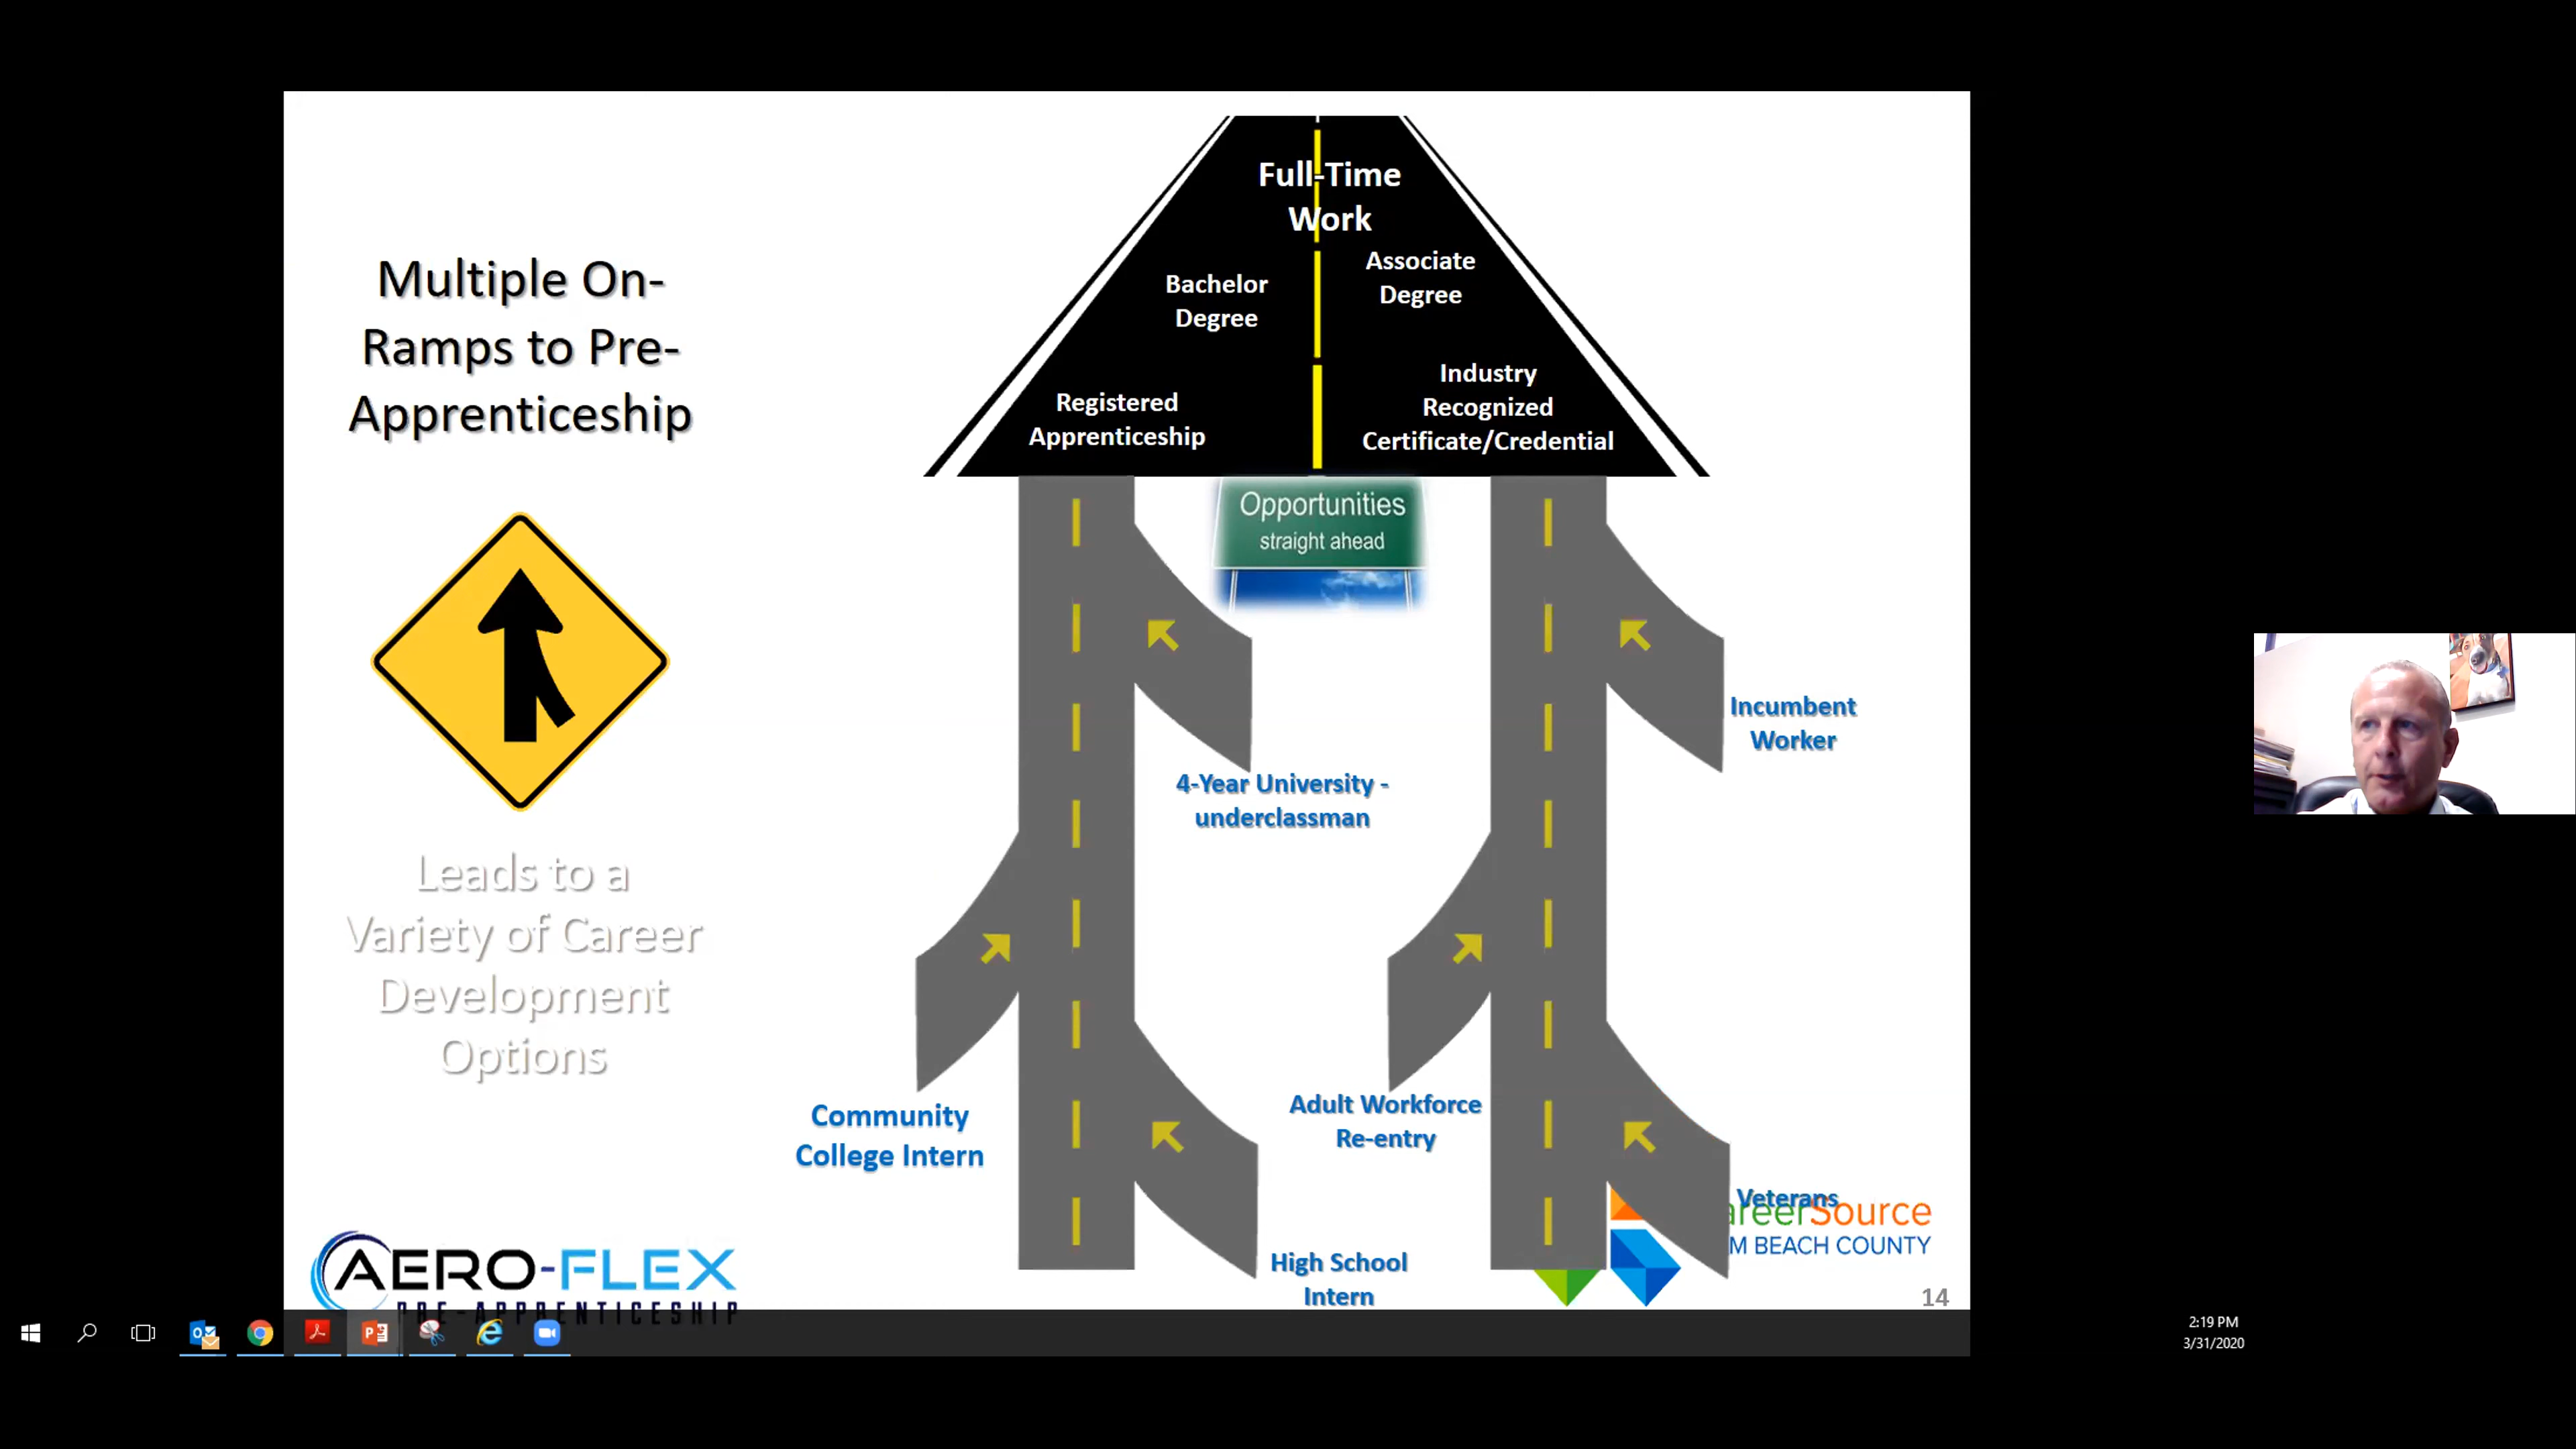 Multiple On-
Ramps to Pre-
Apprenticeship
Leads to a
Variety of Career
Development
Options
Full-Time
Work
Bachelor
Degree
Associate
Degree
Registered
Apprenticeship
Industry
Recognized
Certificate/Credential
Opportunities
straight ahead
Incumbent
Worker
4-Year University -
underclassman
Community
College Intern
Adult Workforce
Re-entry
Veterans
High School
Intern
AERO-FLEX
PRE-APPRENTICESHIP
areerSource
M BEACH COUNTY
14
2:19 PM
3/31/2020